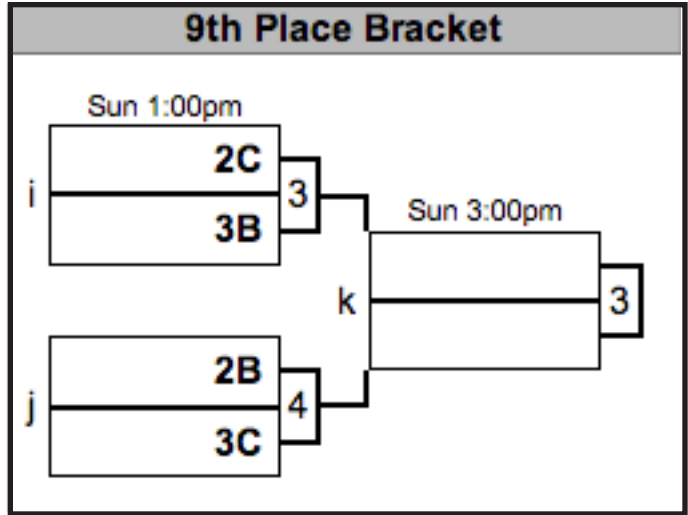 9th Place Bracket
Sun 1:00pm
2C
i
3
3B
Sun 3:00pm
k
3
2B
j
4
3C